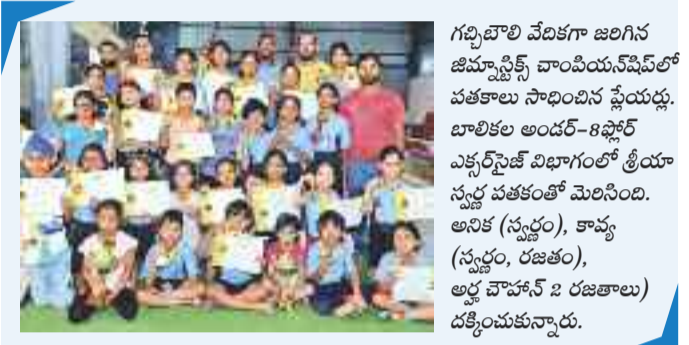 గచ్చిబౌలి వేదికగా జరిగిన
జిమ్నాస్టిక్స్ చాంపియన్‌షిప్‌లో
పతకాలు సాధించిన ప్లేయర్లు.
బాలికల అండర్-8ఫ్లోర్
ఎక్సర్‌సైజ్ విభాగంలో శ్రీయా
స్వర్ణ పతకంతో మెరిసింది.
అనిక (స్వర్ణం), కావ్య
(స్వర్ణం, రజతం),
అర్హ చౌహాన్ 2 రజతాలు)
దక్కించుకున్నారు.